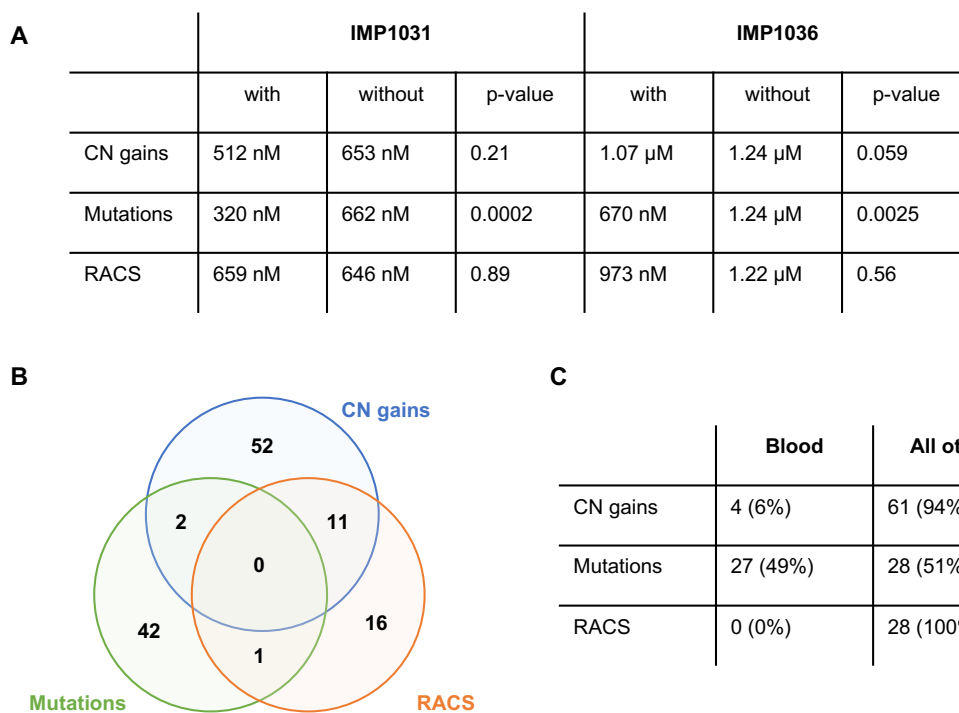 A
IMP1031 IMP1036
with without p-value with without p-value
CN gains 512 nM 653 nM 0.21 1.07 µM 1.24 µM 0.059
Mutations 320 nM 662 nM 0.0002 670 nM 1.24 µM 0.0025
RACS 659 nM 646 nM 0.89 973 nM 1.22 µM 0.56
B
CN gains
52
2 11
0
42 16
1
Mutations RACS
C
Blood All ot
CN gains 4 (6%) 61 (94%
Mutations 27 (49%) 28 (51%
RACS 0 (0%) 28 (100%